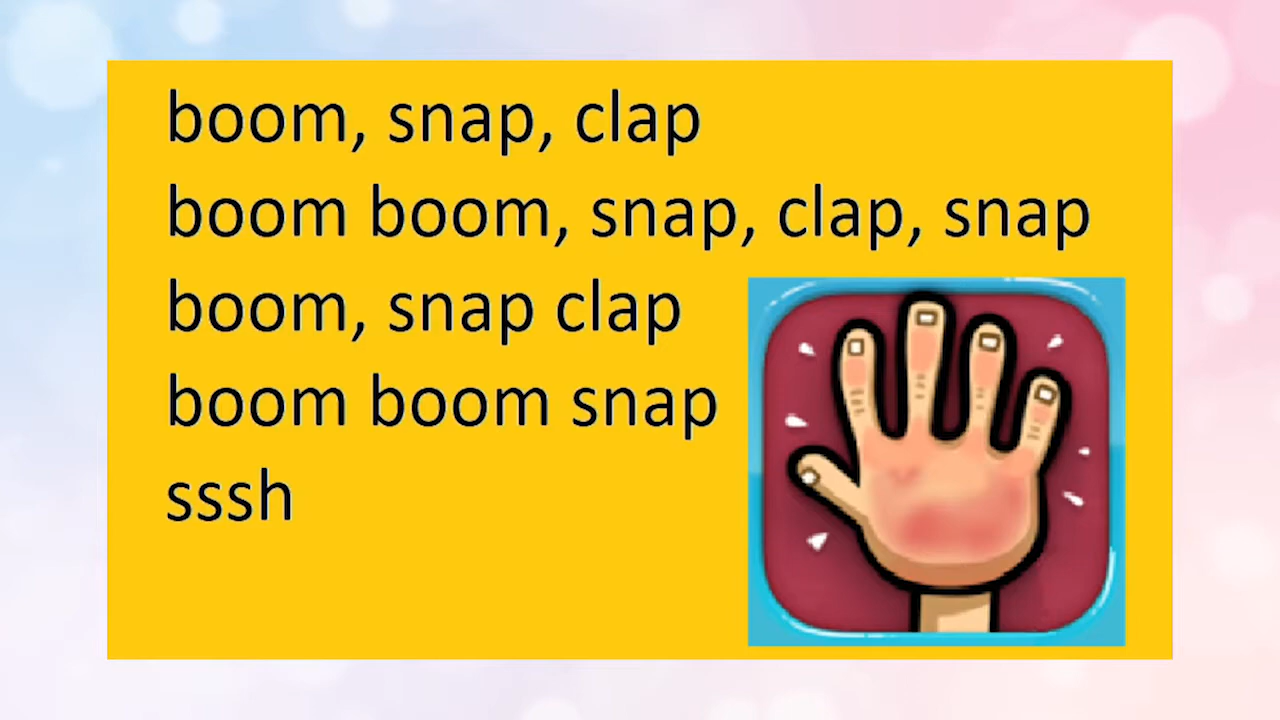 boom, snap, clap
boom boom, snap, clap, snap
boom, snap clap
boom boom snap
sssh